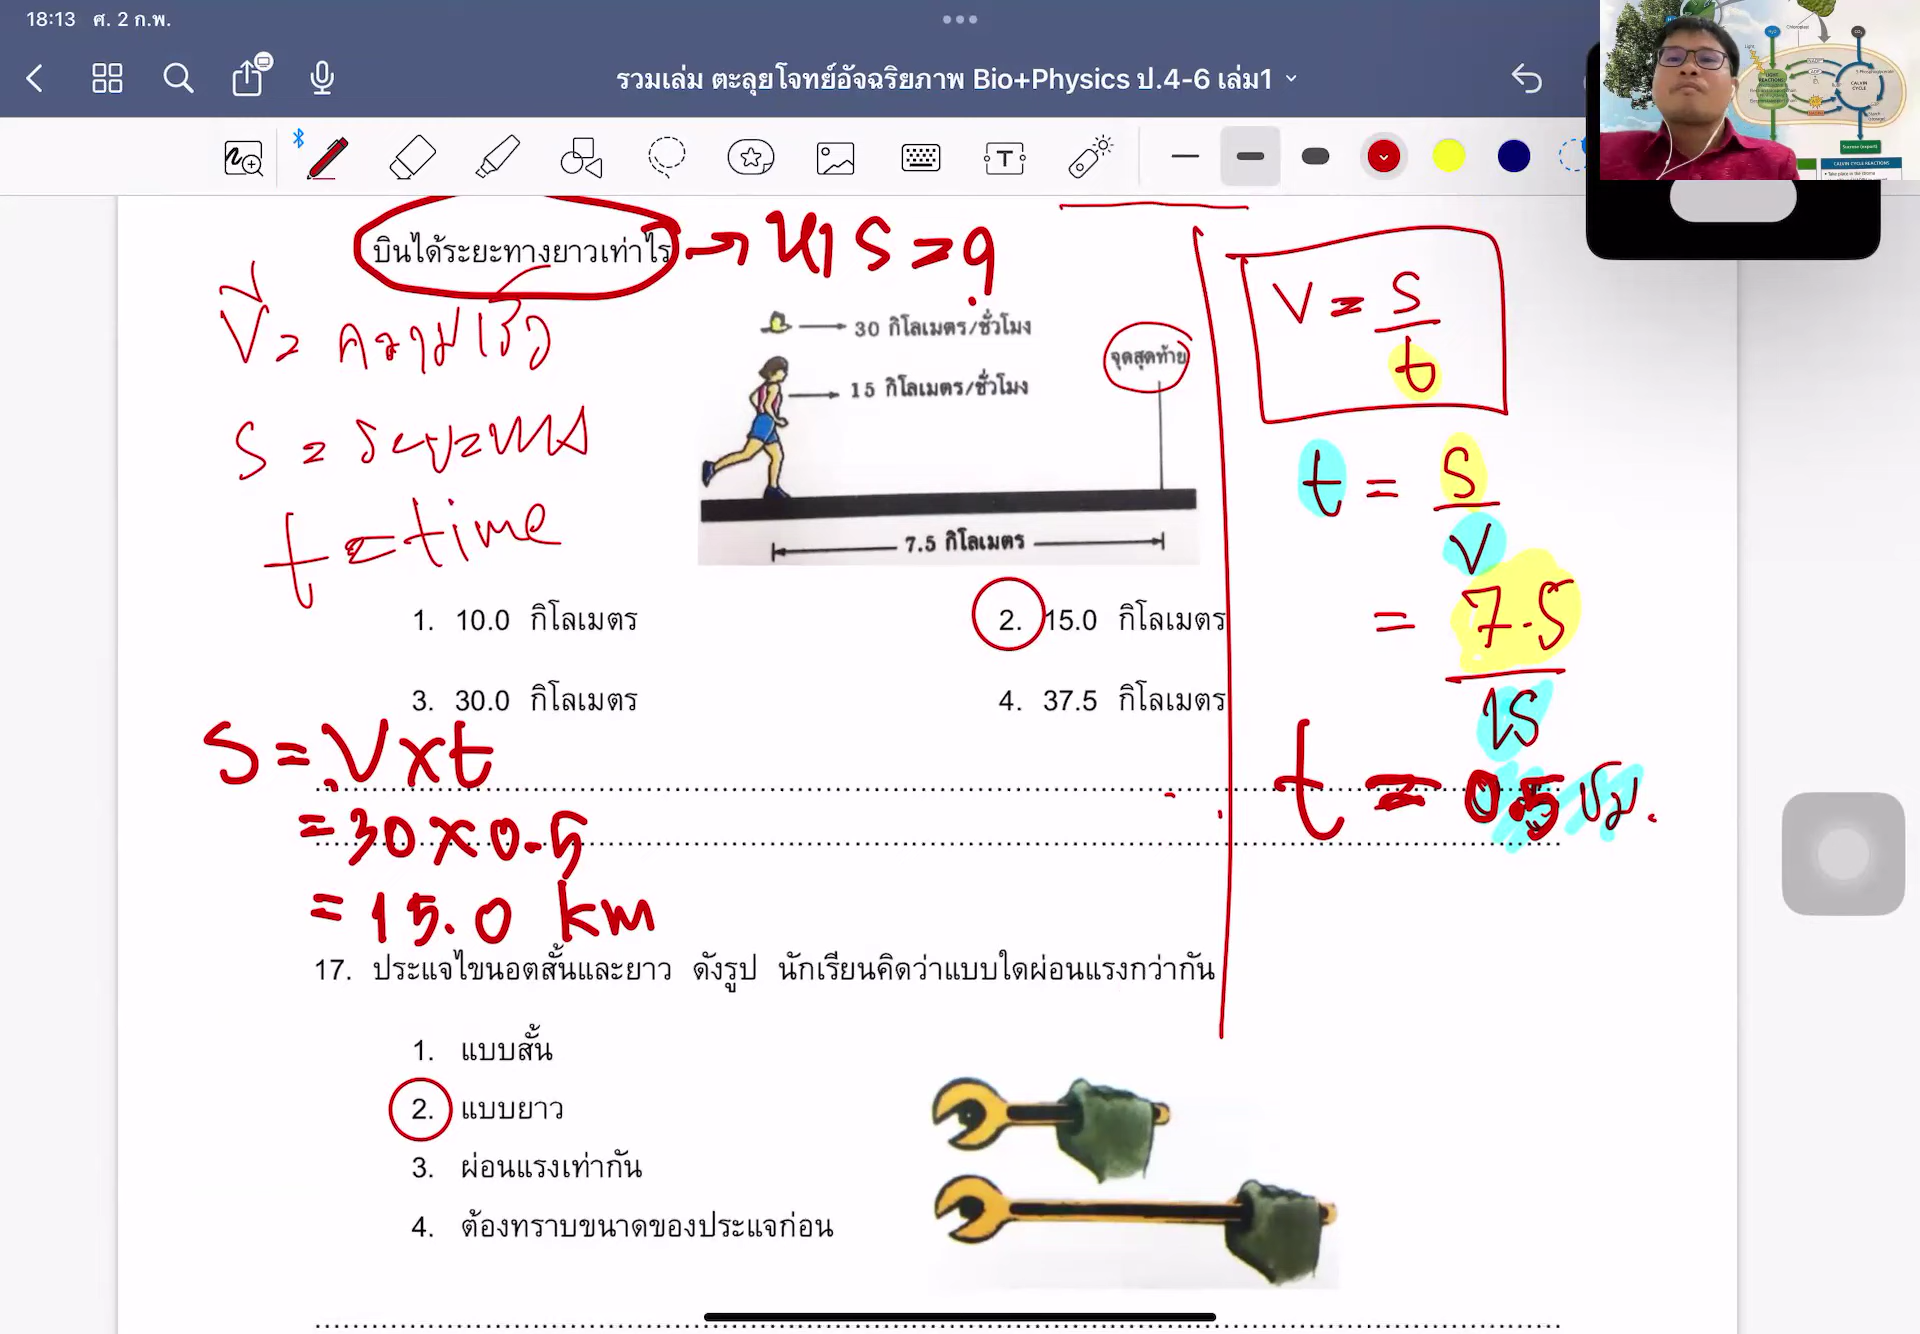 18:13 ศ. 2 ก.พ.
รวมเล่ม ตะลุยโจทย์อัจฉริยภาพ Bio+Physics ป.4-6 เล่ม1
บินได้ระยะทางยาวเท่าไร → หา S = ?
V = ความเร็ว
S = ระยะทาง
t = time
30 กิโลเมตร/ชั่วโมง
15 กิโลเมตร/ชั่วโมง
จุดสุดท้าย
7.5 กิโลเมตร
V = S
t
t = S
V
= 7.5
15
t = 0.5 ชม.
1. 10.0 กิโลเมตร
2. 15.0 กิโลเมตร
3. 30.0 กิโลเมตร
4. 37.5 กิโลเมตร
S = V x t
= 30 x 0.5
= 15.0 km
17. ประแจไขนอตสั้นและยาว ดังรูป นักเรียนคิดว่าแบบใดผ่อนแรงกว่ากัน
1. แบบสั้น
2. แบบยาว
3. ผ่อนแรงเท่ากัน
4. ต้องทราบขนาดของประแจก่อน
CALVIN CYCLE
CALVIN CYCLE REACTIONS